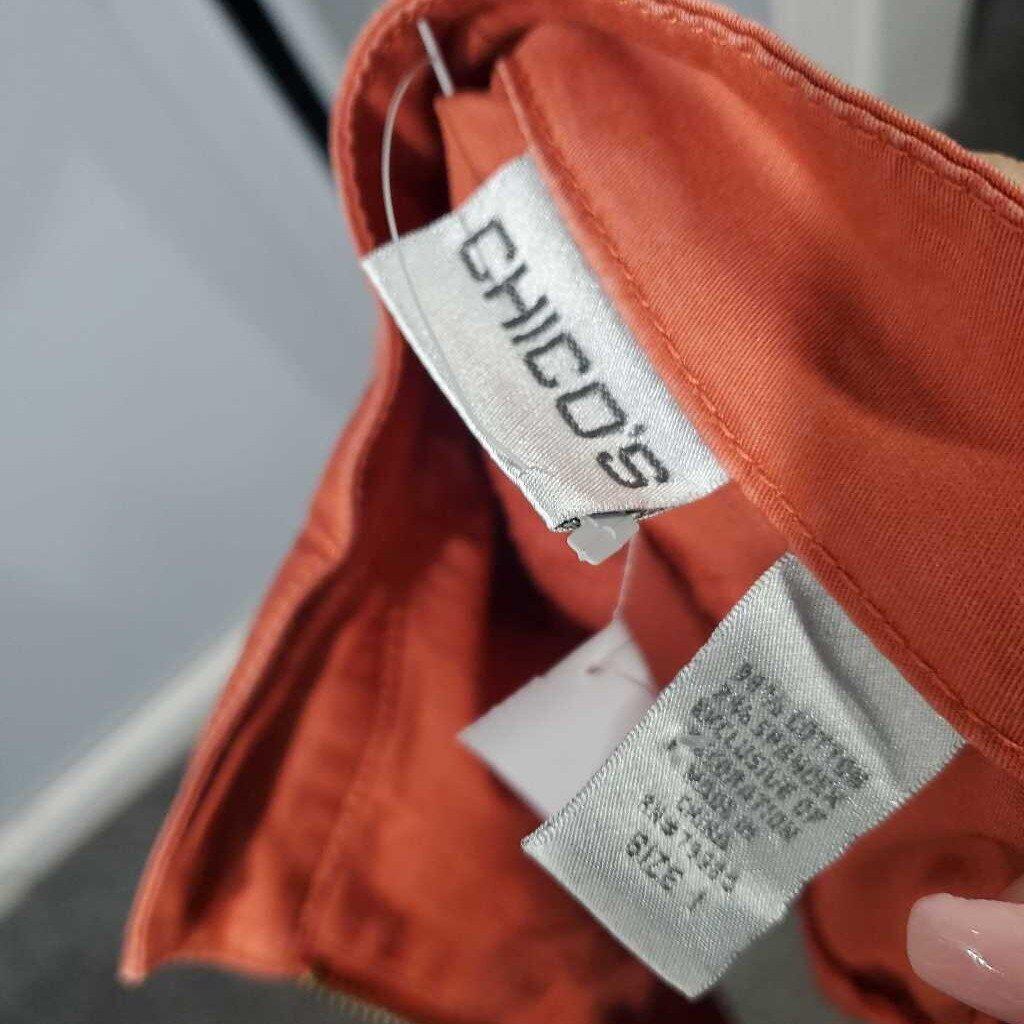 CHICO'S
98% COTTON
2% SPANDEX
EXCLUSIVE OF
DECORATION
MADE IN
CHINA
SIZE 1